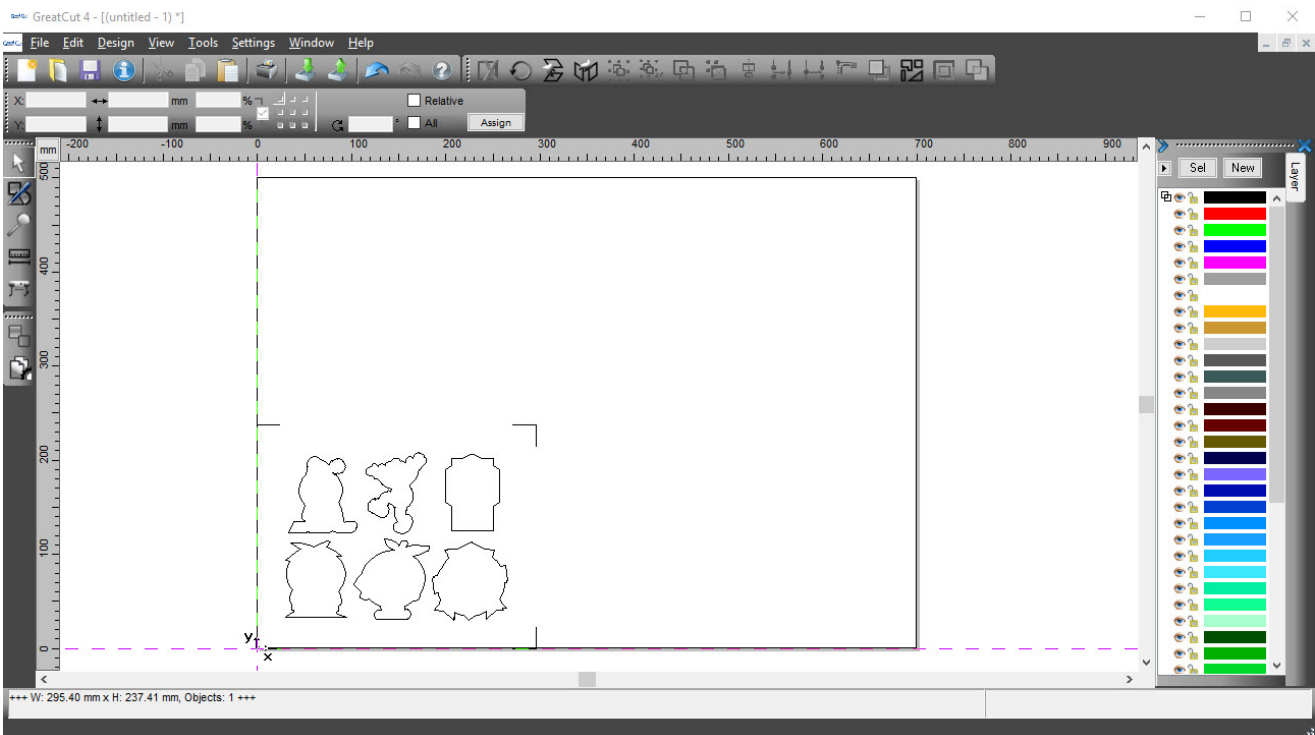 GreatCut 4 - [(untitled - 1) *]
File Edit Design View Tools Settings Window Help
X: mm % Relative
Y: mm % ° All Assign
mm -200 -100 0 100 200 300 400 500 600 700 800 900
Sel New
Layer
500
400
300
200
100
0
Y
X
+++ W: 295.40 mm x H: 237.41 mm, Objects: 1 +++